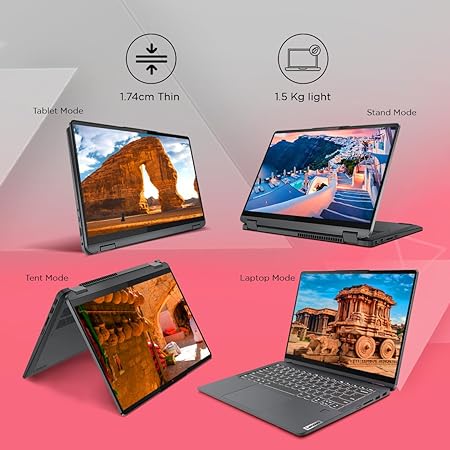 1.74cm Thin
1.5 Kg light
Tablet Mode
Stand Mode
Tent Mode
Laptop Mode